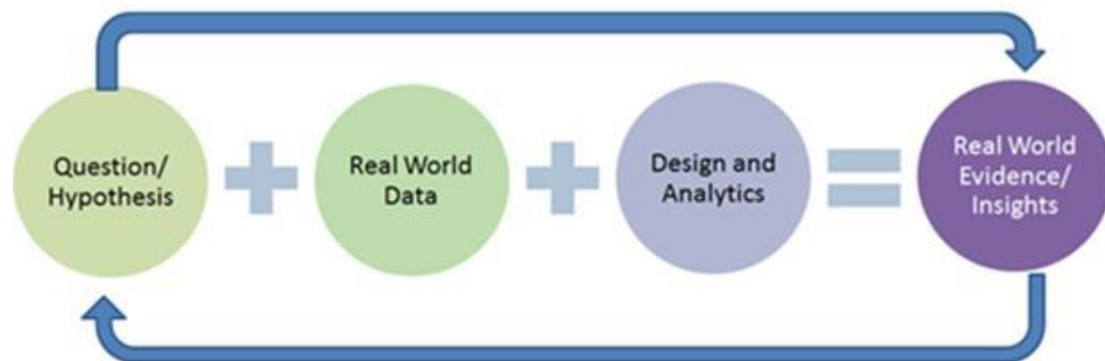 Question/
Hypothesis
Real World
Data
Design and
Analytics
Real World
Evidence/
Insights